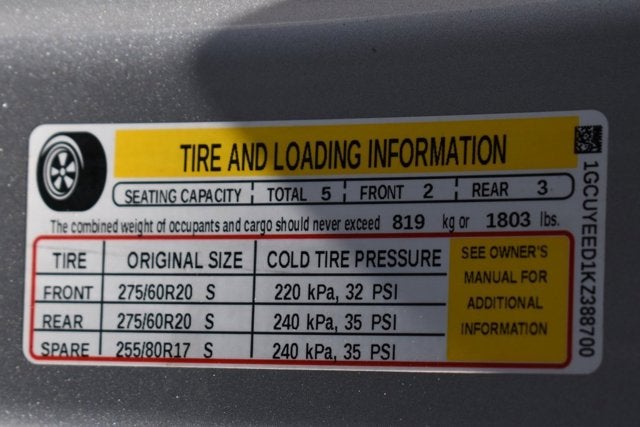 TIRE AND LOADING INFORMATION
SEATING CAPACITY TOTAL 5 FRONT 2 REAR 3
The combined weight of occupants and cargo should never exceed 819 kg or 1803 lbs.
TIRE ORIGINAL SIZE COLD TIRE PRESSURE
FRONT 275/60R20 S 220 kPa, 32 PSI
REAR 275/60R20 S 240 kPa, 35 PSI
SPARE 255/80R17 S 240 kPa, 35 PSI
SEE OWNER'S
MANUAL FOR
ADDITIONAL
INFORMATION
1GCUYEED1KZ388700